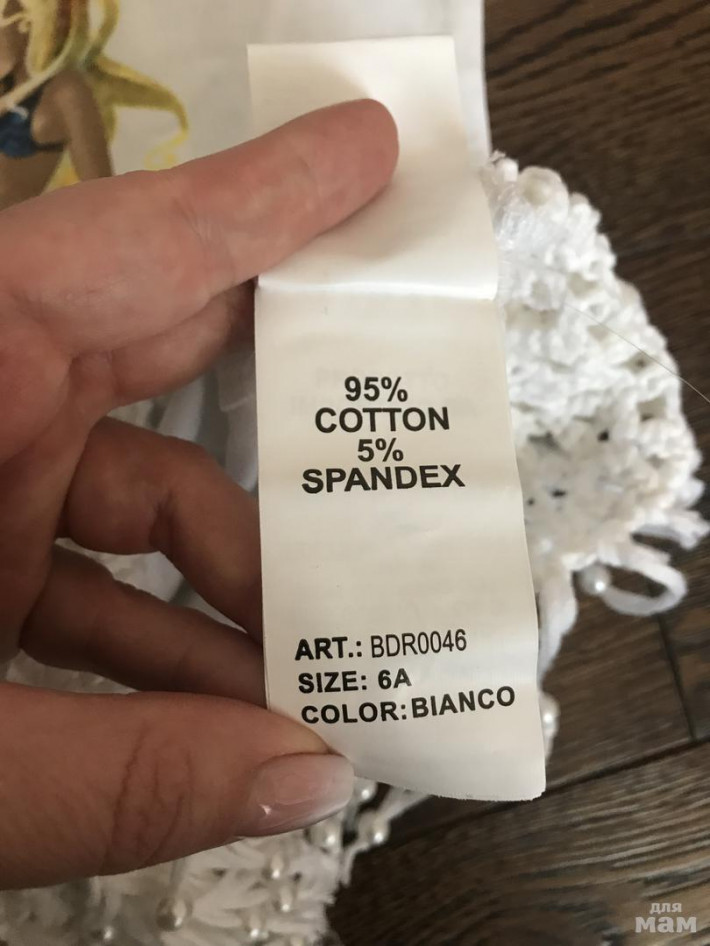 95%
COTTON
5%
SPANDEX
ART.: BDR0046
SIZE: 6A
COLOR:BIANCO
для
мам